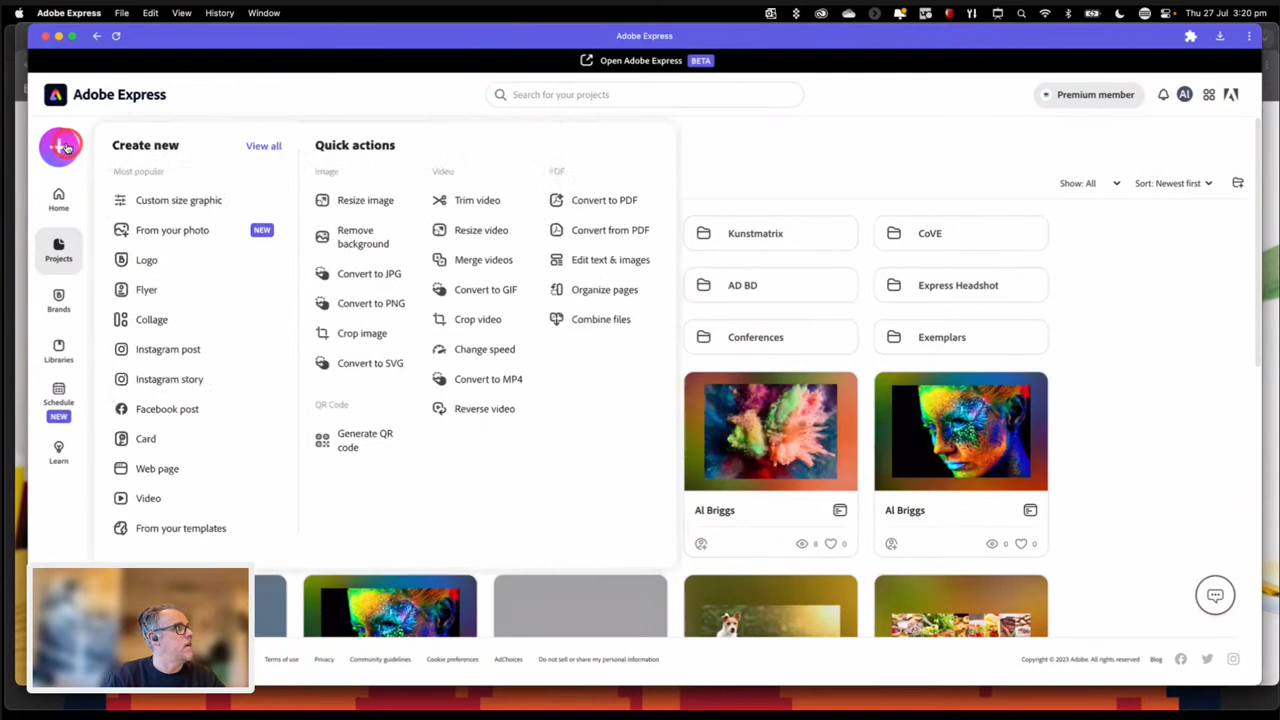 Adobe Express File Edit View History Window Thu 27 Jul 3:20 pm
Adobe Express
Open Adobe Express BETA
Adobe Express
Search for your projects
Premium member
Home
Projects
Brands
Libraries
Schedule
NEW
Learn
Create new View all
Most popular
Custom size graphic
From your photo NEW
Logo
Flyer
Collage
Instagram post
Instagram story
Facebook post
Card
Web page
Video
From your templates
Quick actions
Image
Resize image
Remove
background
Convert to JPG
Convert to PNG
Crop image
Convert to SVG
QR Code
Generate QR
code
Video
Trim video
Resize video
Merge videos
Convert to GIF
Crop video
Change speed
Convert to MP4
Reverse video
PDF
Convert to PDF
Convert from PDF
Edit text & images
Organize pages
Combine files
Show: All Sort: Newest first
Kunstmatrix CoVE
AD BD Express Headshot
Conferences Exemplars
Al Briggs Al Briggs
8 0 0 0
Terms of use Privacy Community guidelines Cookie preferences AdChoices Do not sell or share my personal information Copyright © 2023 Adobe. All rights reserved Blog